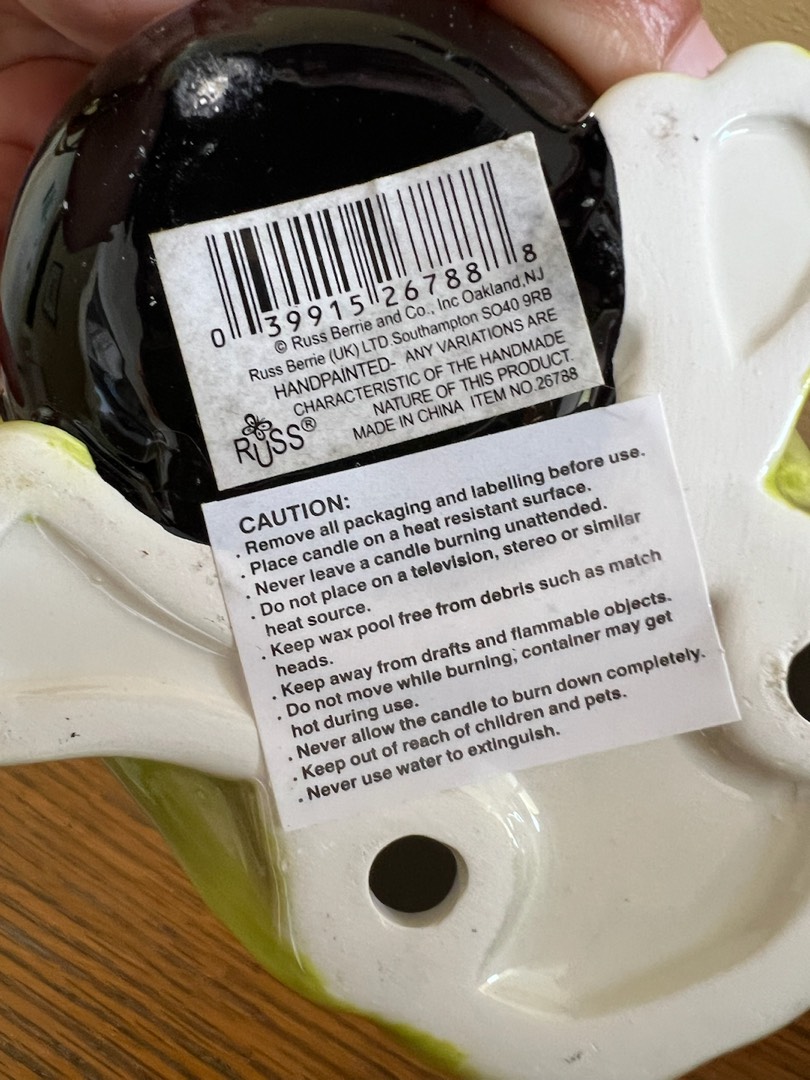 0 39915 26788 8
© Russ Berrie and Co., Inc Oakland,NJ
Russ Berrie (UK) LTD Southampton SO40 9RB
HANDPAINTED- ANY VARIATIONS ARE
CHARACTERISTIC OF THE HANDMADE
NATURE OF THIS PRODUCT.
MADE IN CHINA ITEM NO.26788
RUSS®
CAUTION:
. Remove all packaging and labelling before use.
. Place candle on a heat resistant surface.
. Never leave a candle burning unattended.
. Do not place on a television, stereo or similar
heat source.
. Keep wax pool free from debris such as match
heads.
. Keep away from drafts and flammable objects.
. Do not move while burning; container may get
hot during use.
. Never allow the candle to burn down completely.
. Keep out of reach of children and pets.
. Never use water to extinguish.